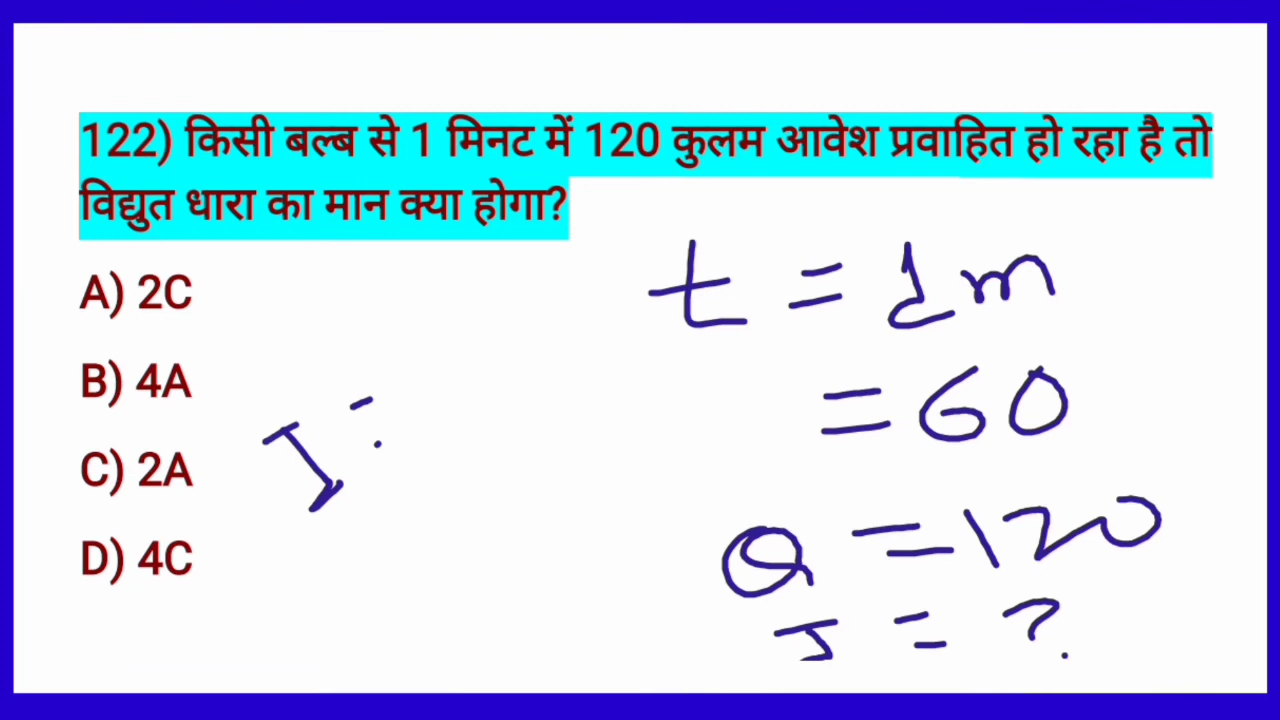 122) किसी बल्ब से 1 मिनट में 120 कुलम आवेश प्रवाहित हो रहा है तो
विद्युत धारा का मान क्या होगा?
A) 2C
B) 4A
C) 2A
D) 4C
I =
t = 1m
= 60
Q = 120
I = ?